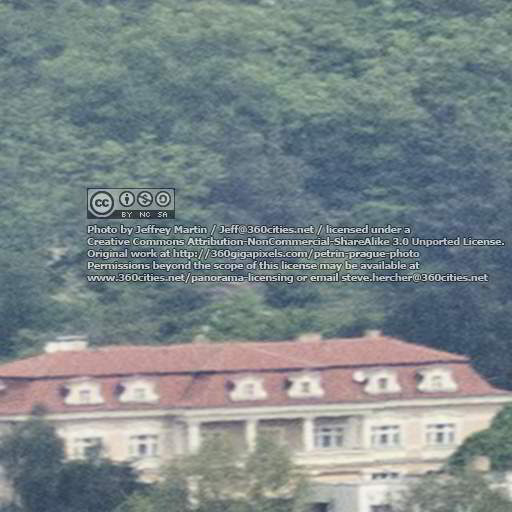 cc BY NC SA
Photo by Jeffrey Martin / Jeff@360cities.net / licensed under a
Creative Commons Attribution-NonCommercial-ShareAlike 3.0 Unported License.
Original work at http://360gigapixels.com/petrin-prague-photo
Permissions beyond the scope of this license may be available at
www.360cities.net/panorama-licensing or email steve.hercher@360cities.net